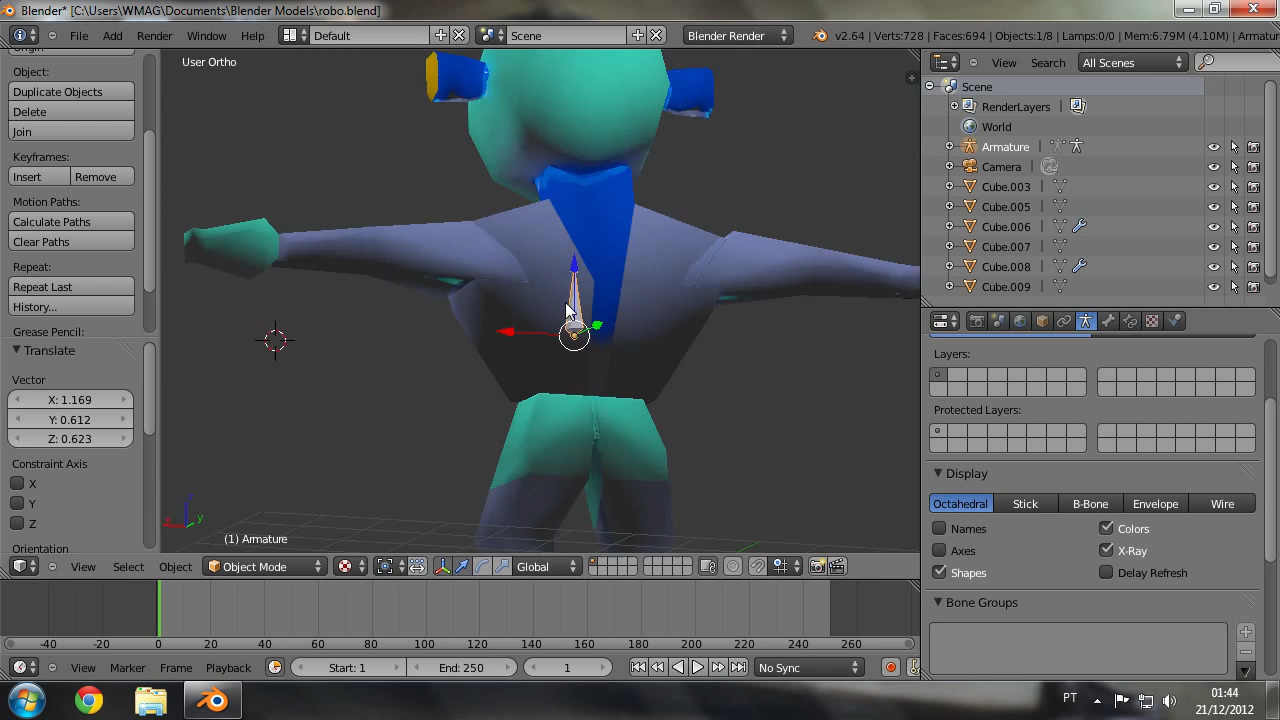 Blender* [C:\Users\WMAG\Documents\Blender Models\robo.blend]
File Add Render Window Help Default Scene Blender Render v2.64 | Verts:728 | Faces:694 | Objects:1/8 | Lamps:0/0 | Mem:6.79M (4.10M) | Armatur
Origin
Object:
Duplicate Objects
Delete
Join
Keyframes:
Insert Remove
Motion Paths:
Calculate Paths
Clear Paths
Repeat:
Repeat Last
History...
Grease Pencil:
Translate
Vector
X: 1.169
Y: 0.612
Z: 0.623
Constraint Axis
X
Y
Z
Orientation
User Ortho
x y
(1) Armature
View Select Object Object Mode Global
-40 -20 0 20 40 60 80 100 120 140 160 180 200 220 240 260
View Marker Frame Playback Start: 1 End: 250 1 No Sync
View Search All Scenes
Scene
RenderLayers
World
Armature
Camera
Cube.003
Cube.005
Cube.006
Cube.007
Cube.008
Cube.009
Layers:
Protected Layers:
Display
Octahedral Stick B-Bone Envelope Wire
Names Colors
Axes X-Ray
Shapes Delay Refresh
Bone Groups
PT
01:44
21/12/2012